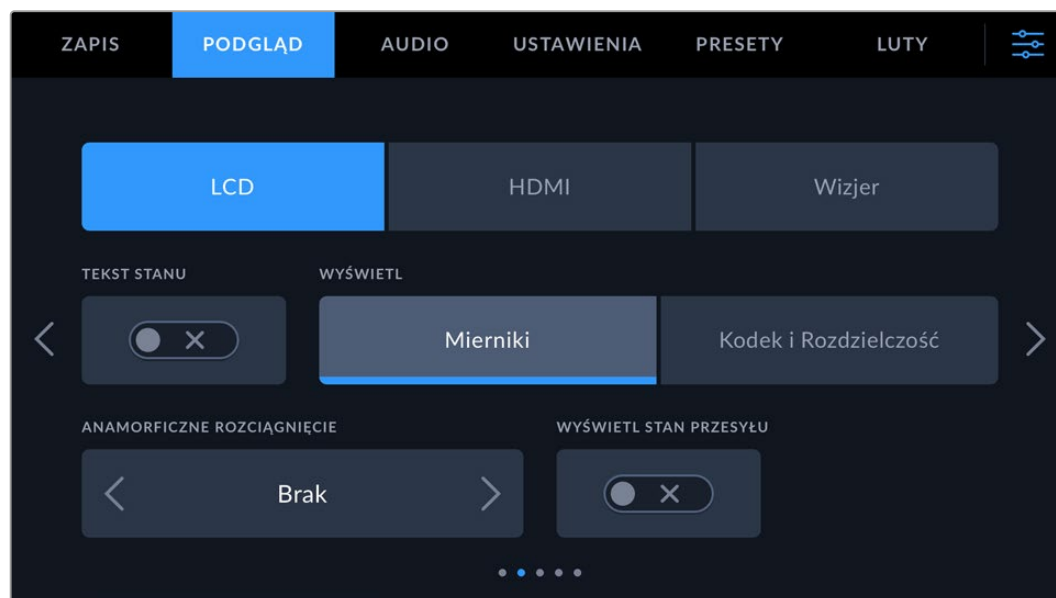 ZAPIS PODGLĄD AUDIO USTAWIENIA PRESETY LUTY
LCD HDMI Wizjer
TEKST STANU WYŚWIETL
Mierniki Kodek i Rozdzielczość
ANAMORFICZNE ROZCIĄGNIĘCIE WYŚWIETL STAN PRZESYŁU
Brak